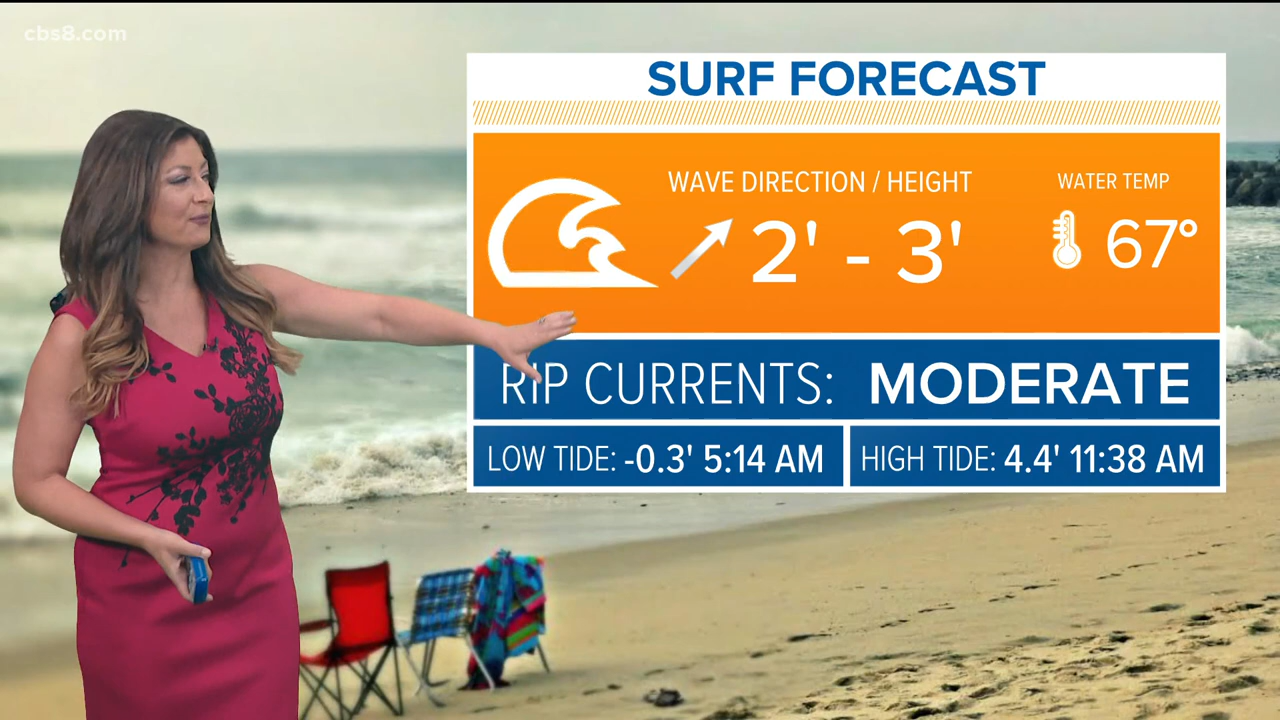 cbs8.com
SURF FORECAST
WAVE DIRECTION / HEIGHT
2' - 3'
WATER TEMP
67°
RIP CURRENTS: MODERATE
LOW TIDE: -0.3' 5:14 AM
HIGH TIDE: 4.4' 11:38 AM